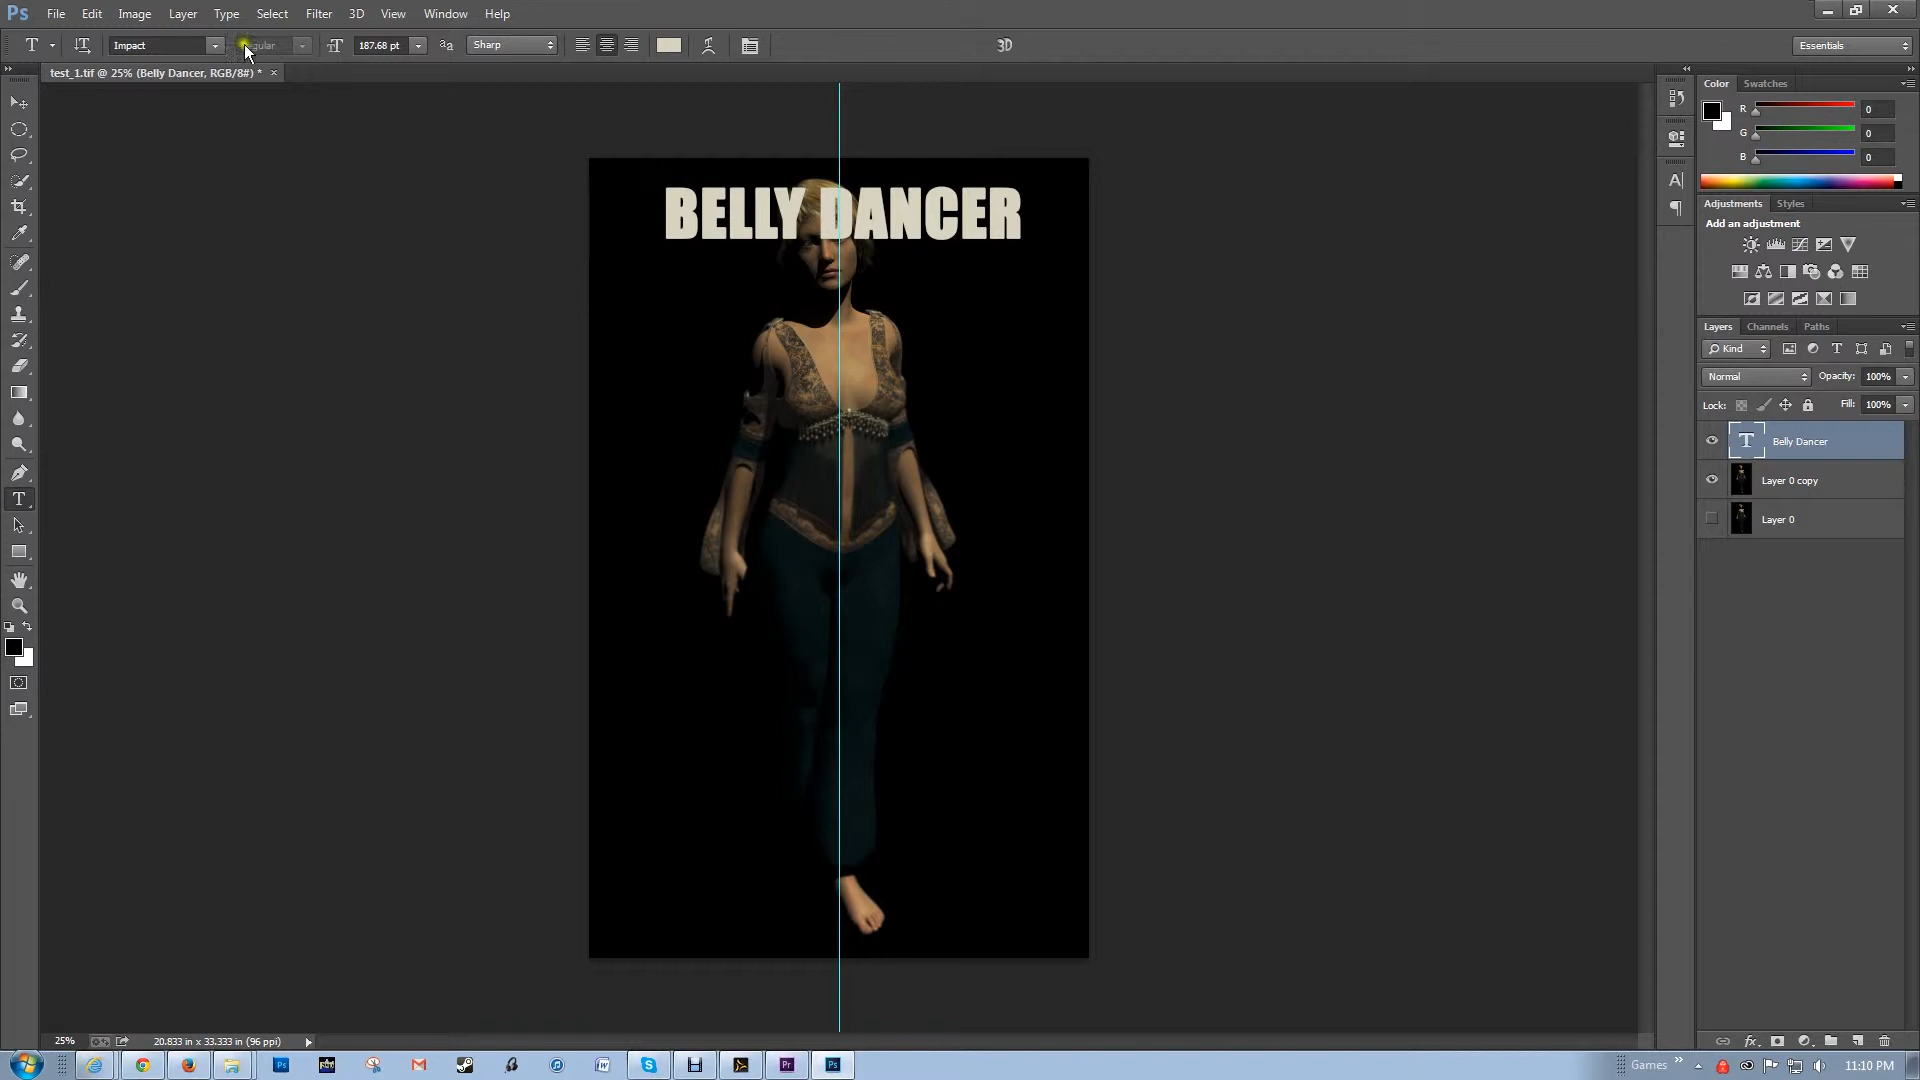 Ps File Edit Image Layer Type Select Filter 3D View Window Help
T Impact T 187.68 pt aa Sharp 3D Essentials
test_1.tif @ 25% (Belly Dancer, RGB/8#) * ×
Color Swatches
R 0
G 0
B 0
Adjustments Styles
Add an adjustment
Layers Channels Paths
Kind
Normal Opacity: 100%
Lock: Fill: 100%
T Belly Dancer
Layer 0 copy
Layer 0
BELLY DANCER
25% 20.833 in x 33.333 in (96 ppi)
Games 11:10 PM